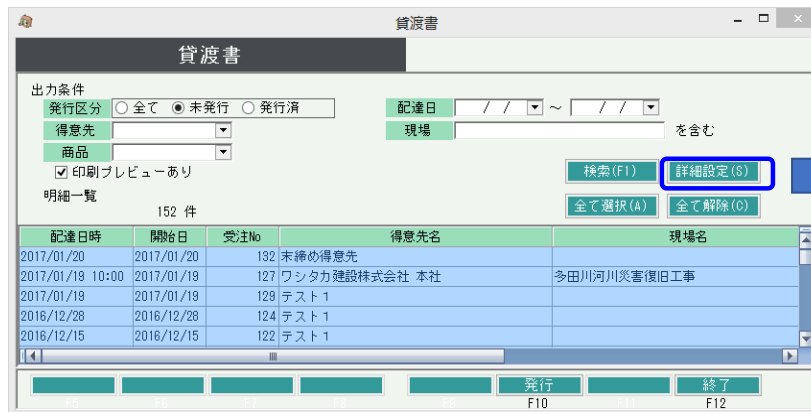 貸渡書
貸渡書
出力条件
発行区分 全て 未発行 発行済 配達日 / / ～ / /
得意先 現場 を含む
商品
印刷プレビューあり
検索(F1) 詳細設定(S)
明細一覧
152 件 全て選択(A) 全て解除(C)
配達日時 開始日 受注No 得意先名 現場名
2017/01/20 2017/01/20 132 末締め得意先
2017/01/19 10:00 2017/01/19 127 ワシタカ建設株式会社 本社 多田川河川災害復旧工事
2017/01/19 2017/01/19 129 テスト1
2016/12/28 2016/12/28 124 テスト1
2016/12/15 2016/12/15 122 テスト1
発行 終了
F5 F6 F7 F8 F9 F10 F11 F12